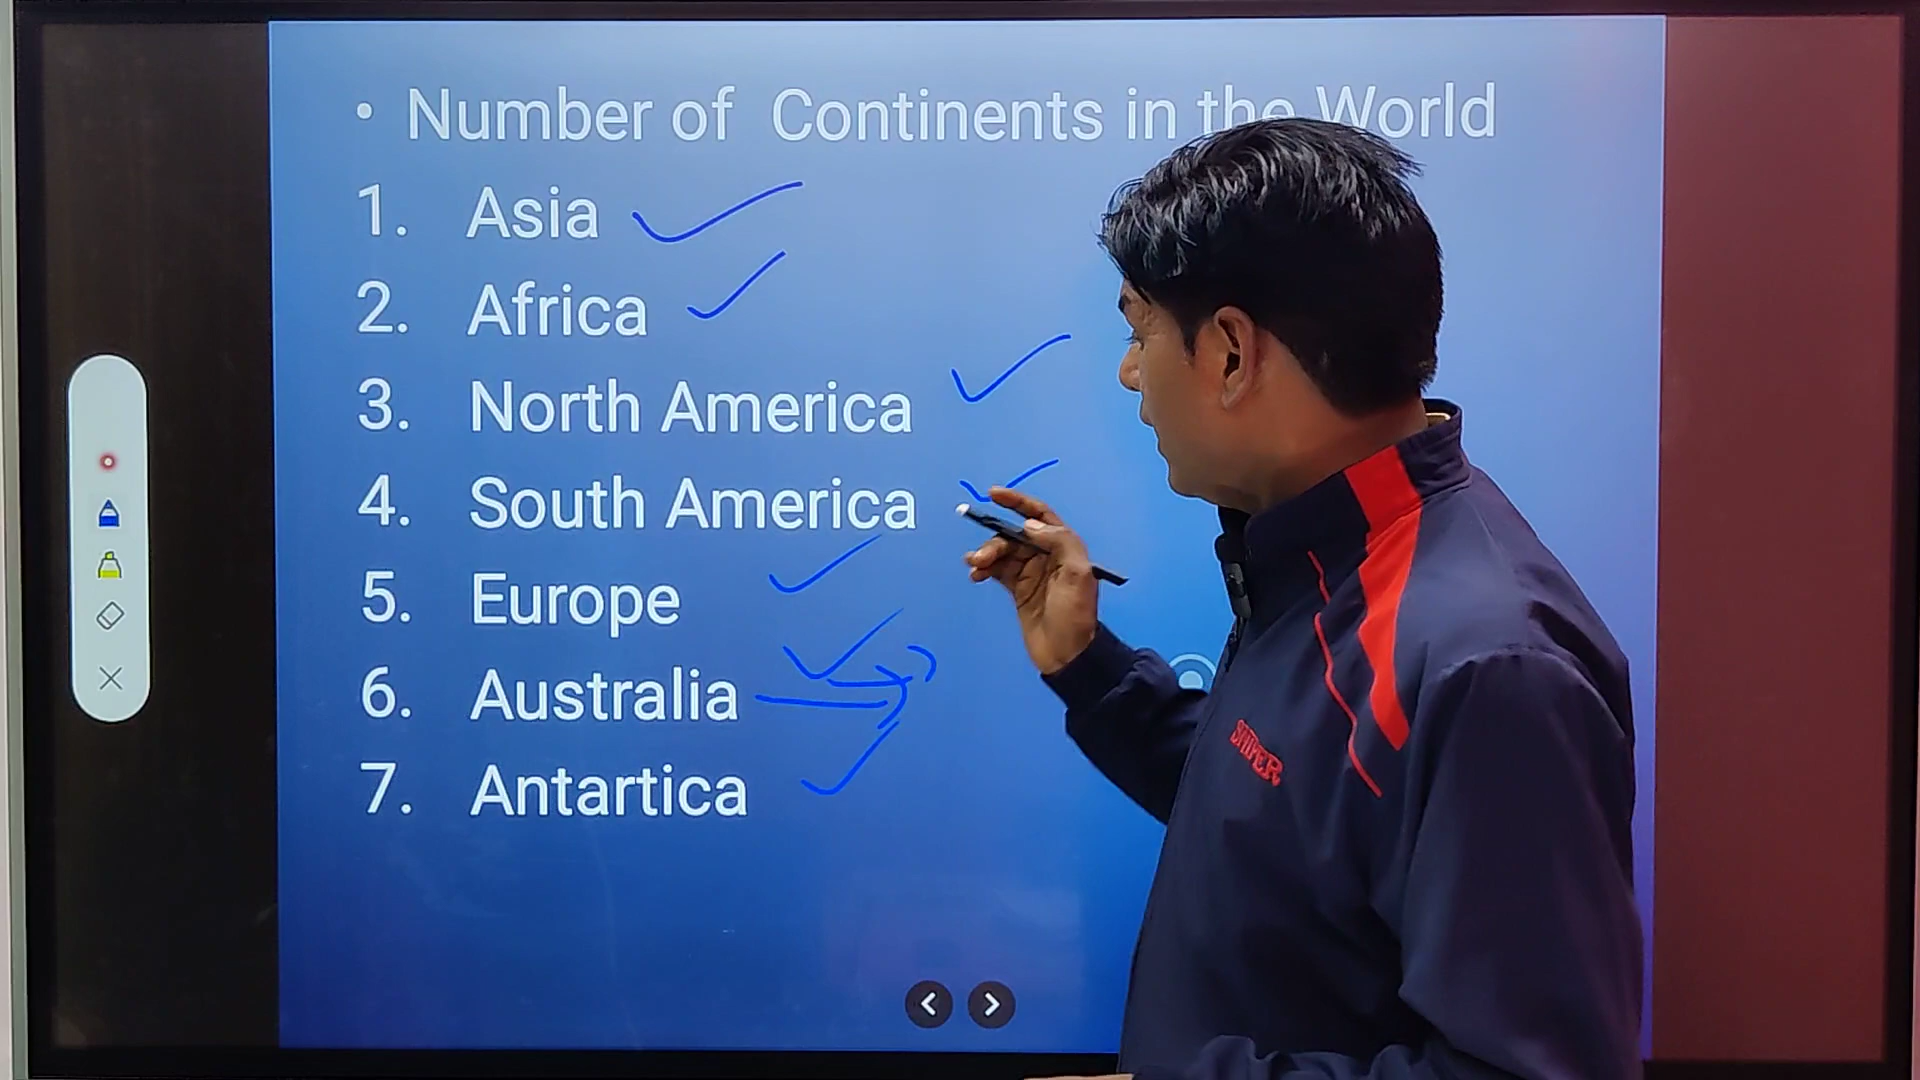 • Number of Continents in the World
1. Asia
2. Africa
3. North America
4. South America
5. Europe
6. Australia
7. Antartica
SNIPER